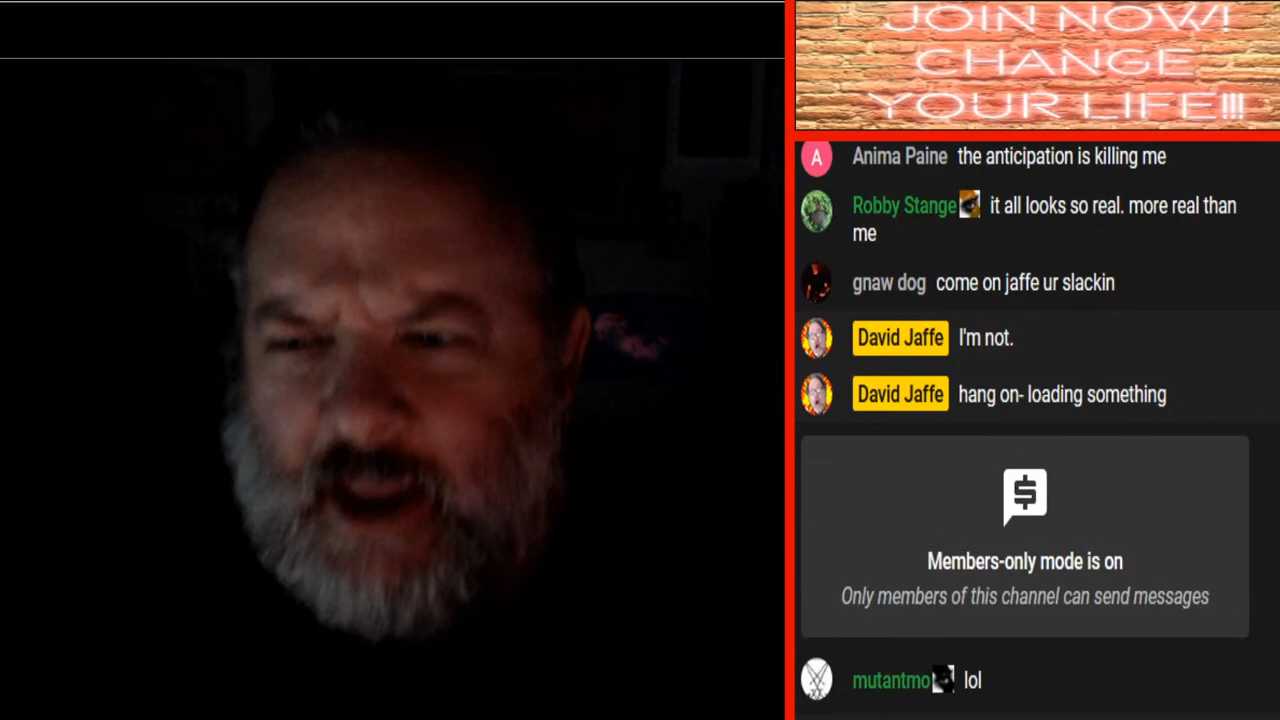 JOIN NOW!
CHANGE
YOUR LIFE!!!
A Anima Paine the anticipation is killing me
Robby Stange it all looks so real. more real than
me
gnaw dog come on jaffe ur slackin
David Jaffe I'm not.
David Jaffe hang on- loading something
$
Members-only mode is on
Only members of this channel can send messages
mutantmo lol